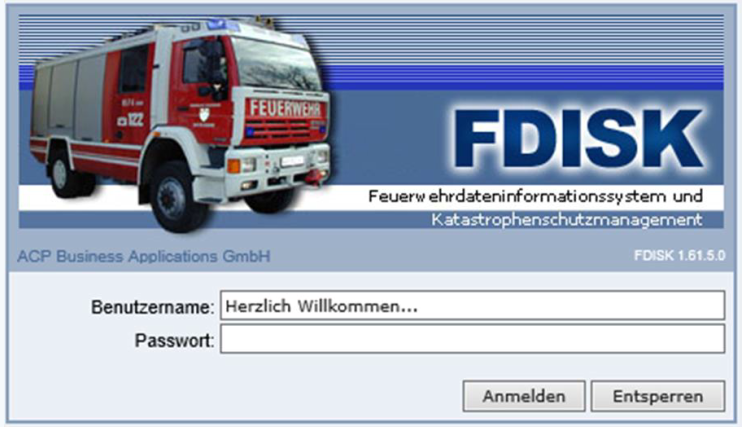 122
FEUERWEHR
FDISK
Feuerwehrdateninformationssystem und
Katastrophenschutzmanagement
ACP Business Applications GmbH
FDISK 1.61.5.0
Benutzername: Herzlich Willkommen...
Passwort:
Anmelden Entsperren